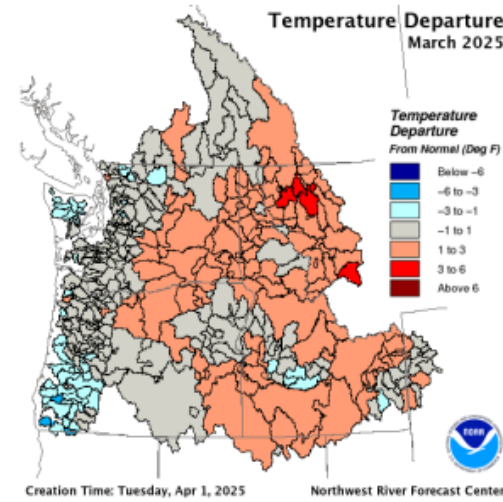 Temperature Departure
March 2025
Temperature
Departure
From Normal (Deg F)
Below -6
-6 to -3
-3 to -1
-1 to 1
1 to 3
3 to 6
Above 6
NOAA
Creation Time: Tuesday, Apr 1, 2025
Northwest River Forecast Center